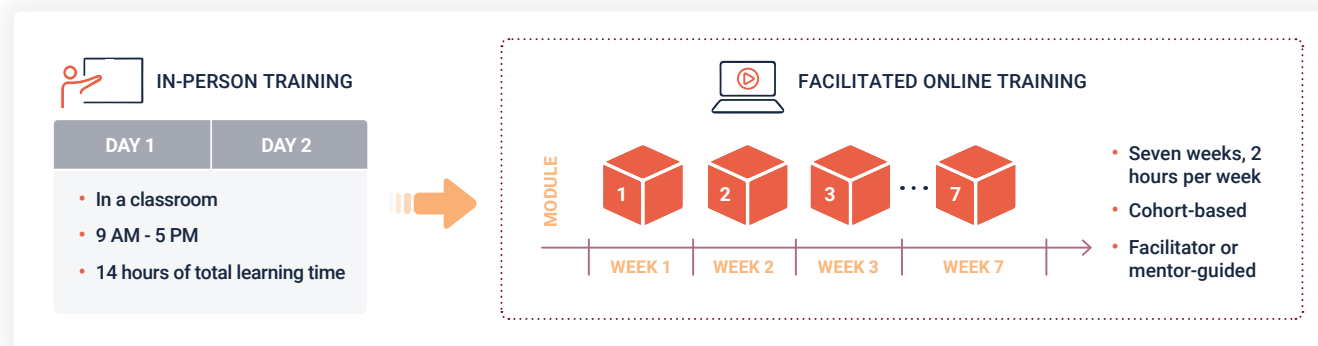 IN-PERSON TRAINING
DAY 1
DAY 2
• In a classroom
• 9 AM - 5 PM
• 14 hours of total learning time
FACILITATED ONLINE TRAINING
MODULE
1
2
3
...
7
WEEK 1
WEEK 2
WEEK 3
WEEK 7
• Seven weeks, 2
hours per week
• Cohort-based
• Facilitator or
mentor-guided